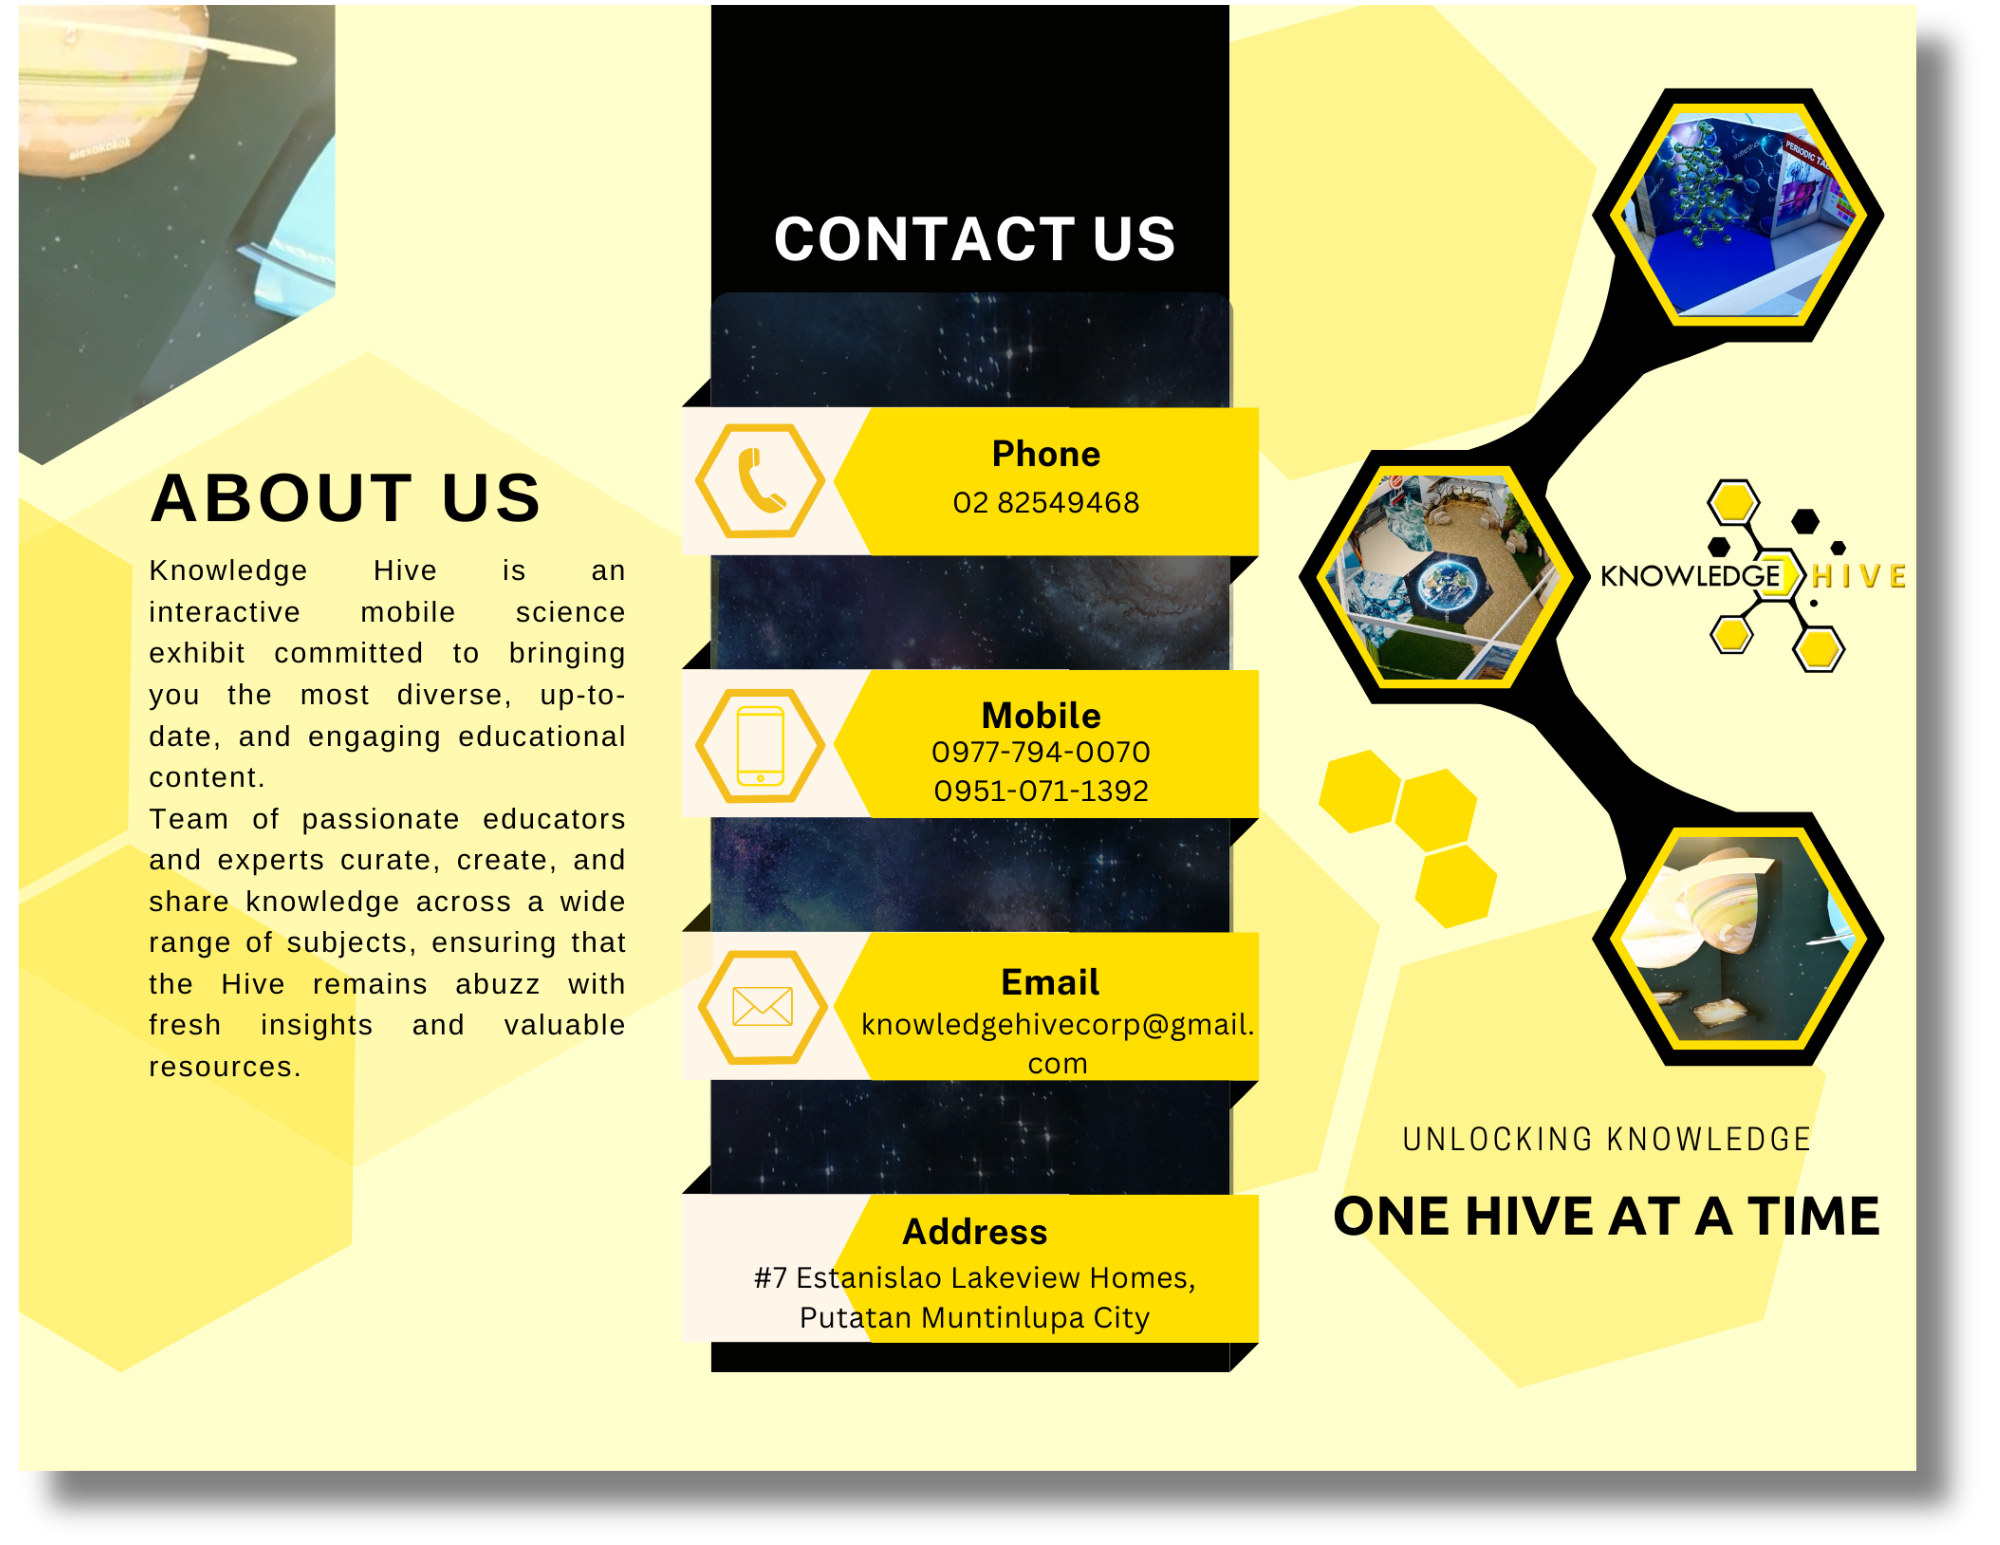 alexokokok
ABOUT US
Knowledge Hive is an
interactive mobile science
exhibit committed to bringing
you the most diverse, up-to-
date, and engaging educational
content.
Team of passionate educators
and experts curate, create, and
share knowledge across a wide
range of subjects, ensuring that
the Hive remains abuzz with
fresh insights and valuable
resources.
CONTACT US
Phone
02 82549468
Mobile
0977-794-0070
0951-071-1392
Email
knowledgehivecorp@gmail.
com
Address
#7 Estanislao Lakeview Homes,
Putatan Muntinlupa City
PERIODIC TA
KNOWLEDGE HIVE
UNLOCKING KNOWLEDGE
ONE HIVE AT A TIME